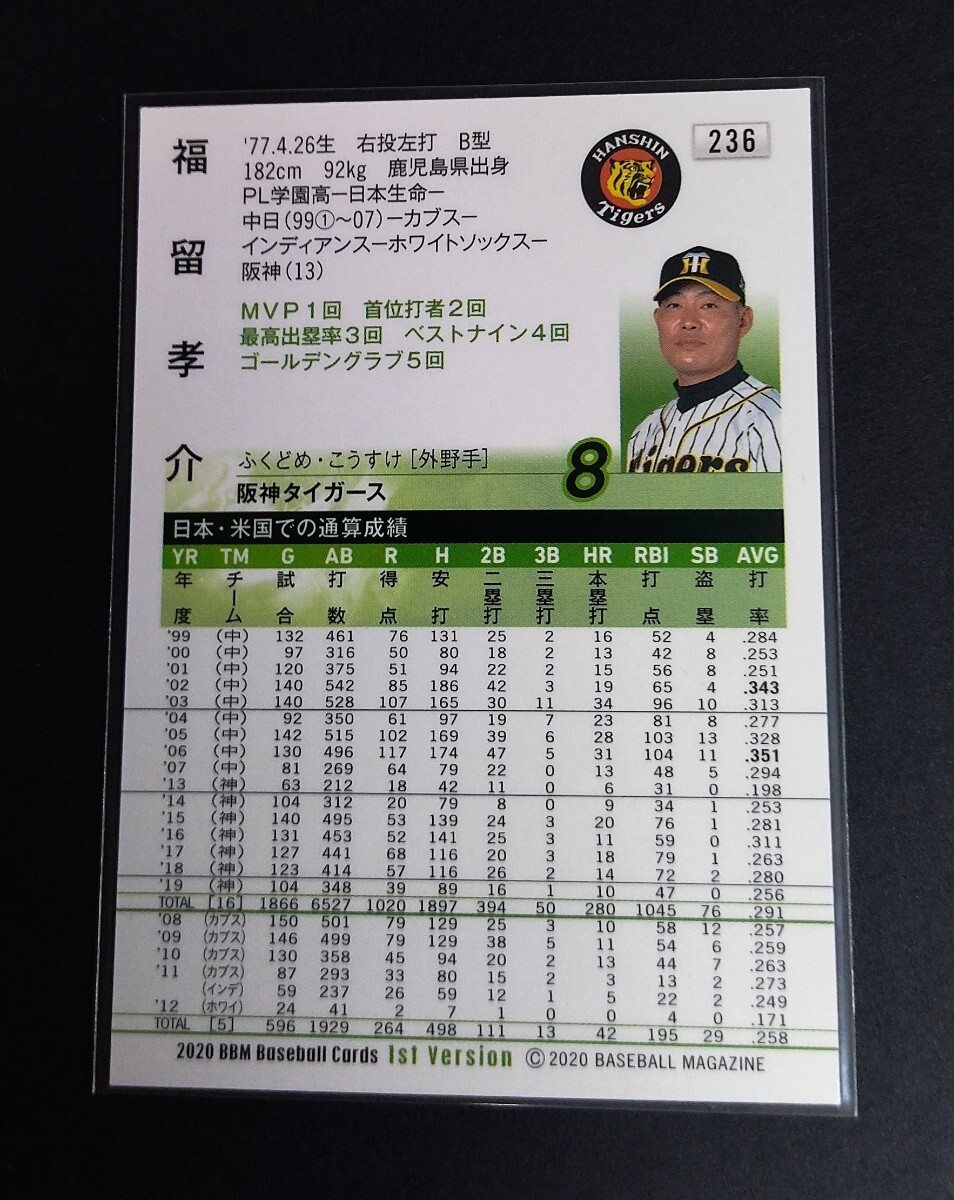 福留孝介
'77.4.26生 右投左打 B型
182cm 92kg 鹿児島県出身
PL学園高ー日本生命ー
中日(99①〜07)ーカブスー
インディアンスーホワイトソックスー
阪神(13)
MVP1回 首位打者2回
最高出塁率3回 ベストナイン4回
ゴールデングラブ5回
HANSHIN
Tigers
236
HT
Tigers
ふくどめ・こうすけ [外野手]
8
阪神タイガース
日本・米国での通算成績
YR TM G AB R H 2B 3B HR RBI SB AVG
年度 チーム 試合 打数 得点 安打 二塁打 三塁打 本塁打 打点 盗塁 打率
'99 (中) 132 461 76 131 25 2 16 52 4 .284
'00 (中) 97 316 50 80 18 2 13 42 8 .253
'01 (中) 120 375 51 94 22 2 15 56 8 .251
'02 (中) 140 542 85 186 42 3 19 65 4 .343
'03 (中) 140 528 107 165 30 11 34 96 10 .313
'04 (中) 92 350 61 97 19 7 23 81 8 .277
'05 (中) 142 515 102 169 39 6 28 103 13 .328
'06 (中) 130 496 117 174 47 5 31 104 11 .351
'07 (中) 81 269 64 79 22 0 13 48 5 .294
'13 (神) 63 212 18 42 11 0 6 31 0 .198
'14 (神) 104 312 20 79 8 0 9 34 1 .253
'15 (神) 140 495 53 139 24 3 20 76 1 .281
'16 (神) 131 453 52 141 25 3 11 59 0 .311
'17 (神) 127 441 68 116 20 3 18 79 1 .263
'18 (神) 123 414 57 116 26 2 14 72 2 .280
'19 (神) 104 348 39 89 16 1 10 47 0 .256
TOTAL [16] 1866 6527 1020 1897 394 50 280 1045 76 .291
'08 (カブス) 150 501 79 129 25 3 10 58 12 .257
'09 (カブス) 146 499 79 129 38 5 11 54 6 .259
'10 (カブス) 130 358 45 94 20 2 13 44 7 .263
'11 (カブス) 87 293 33 80 15 2 3 13 2 .273
(インデ) 59 237 26 59 12 1 5 22 2 .249
'12 (ホワイ) 24 41 2 7 1 0 0 4 0 .171
TOTAL [5] 596 1929 264 498 111 13 42 195 29 .258
2020 BBM Baseball Cards 1st Version © 2020 BASEBALL MAGAZINE